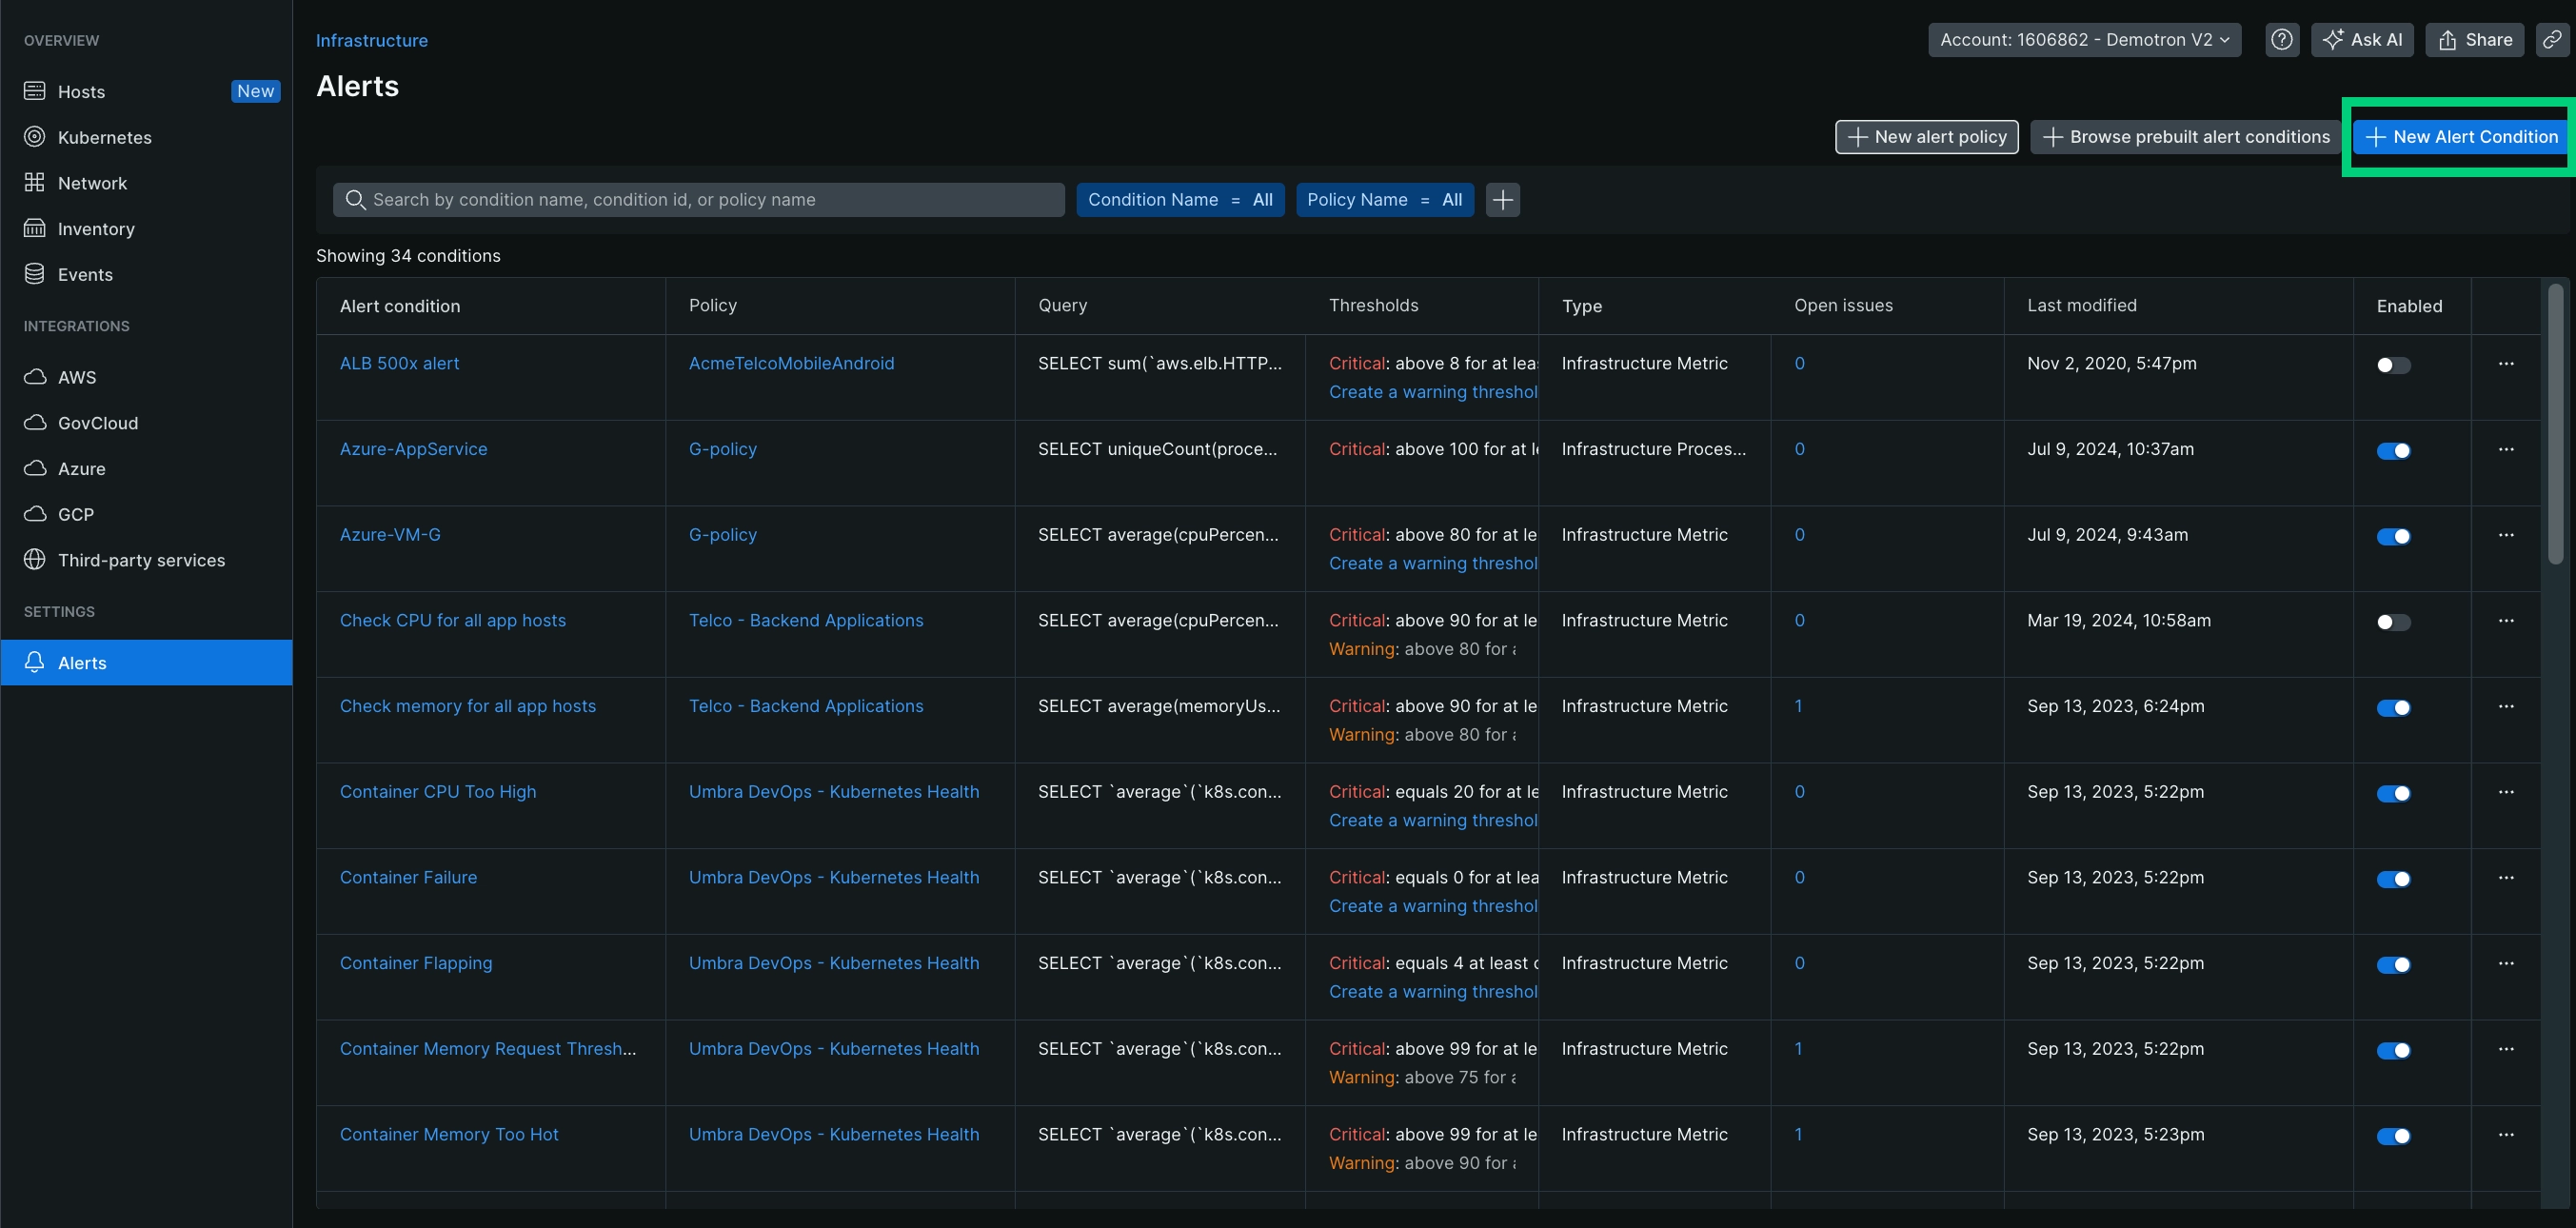 OVERVIEW
Hosts New
Kubernetes
Network
Inventory
Events
INTEGRATIONS
AWS
GovCloud
Azure
GCP
Third-party services
SETTINGS
Alerts
Infrastructure
Account: 1606862 - Demotron V2
Ask AI
Share
Alerts
New alert policy
Browse prebuilt alert conditions
New Alert Condition
Search by condition name, condition id, or policy name
Condition Name = All
Policy Name = All
Showing 34 conditions
Alert condition Policy Query Thresholds Type Open issues Last modified Enabled
ALB 500x alert AcmeTelcoMobileAndroid SELECT sum(`aws.elb.HTTP... Critical: above 8 for at leas Infrastructure Metric 0 Nov 2, 2020, 5:47pm ...
Create a warning threshol
Azure-AppService G-policy SELECT uniqueCount(proce... Critical: above 100 for at le Infrastructure Proces... 0 Jul 9, 2024, 10:37am ...
Azure-VM-G G-policy SELECT average(cpuPercen... Critical: above 80 for at le Infrastructure Metric 0 Jul 9, 2024, 9:43am ...
Create a warning threshol
Check CPU for all app hosts Telco - Backend Applications SELECT average(cpuPercen... Critical: above 90 for at le Infrastructure Metric 0 Mar 19, 2024, 10:58am ...
Warning: above 80 for a
Check memory for all app hosts Telco - Backend Applications SELECT average(memoryUs... Critical: above 90 for at le Infrastructure Metric 1 Sep 13, 2023, 6:24pm ...
Warning: above 80 for a
Container CPU Too High Umbra DevOps - Kubernetes Health SELECT `average`(`k8s.con... Critical: equals 20 for at le Infrastructure Metric 0 Sep 13, 2023, 5:22pm ...
Create a warning threshol
Container Failure Umbra DevOps - Kubernetes Health SELECT `average`(`k8s.con... Critical: equals 0 for at lea Infrastructure Metric 0 Sep 13, 2023, 5:22pm ...
Create a warning threshol
Container Flapping Umbra DevOps - Kubernetes Health SELECT `average`(`k8s.con... Critical: equals 4 at least o Infrastructure Metric 0 Sep 13, 2023, 5:22pm ...
Create a warning threshol
Container Memory Request Thresh... Umbra DevOps - Kubernetes Health SELECT `average`(`k8s.con... Critical: above 99 for at le Infrastructure Metric 1 Sep 13, 2023, 5:22pm ...
Warning: above 75 for a
Container Memory Too Hot Umbra DevOps - Kubernetes Health SELECT `average`(`k8s.con... Critical: above 99 for at le Infrastructure Metric 1 Sep 13, 2023, 5:23pm ...
Warning: above 90 for a